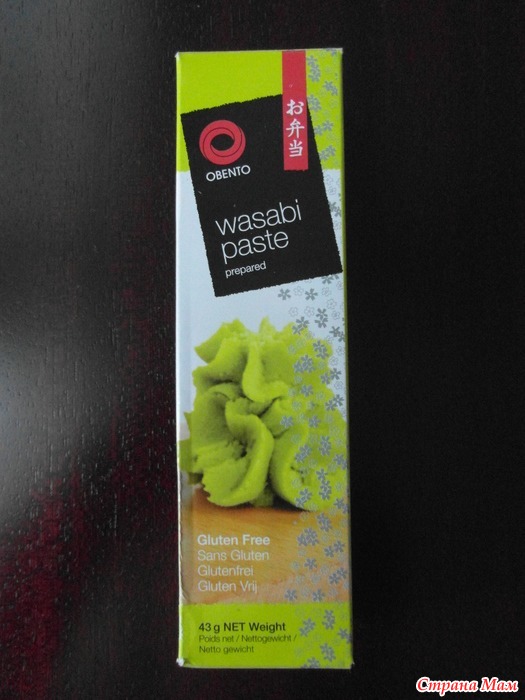 お弁当
OBENTO
wasabi
paste
prepared
Gluten Free
Sans Gluten
Glutenfrei
Gluten Vrij
43 g NET Weight
Poids net / Nettogewicht /
Netto gewicht
Страна Мам